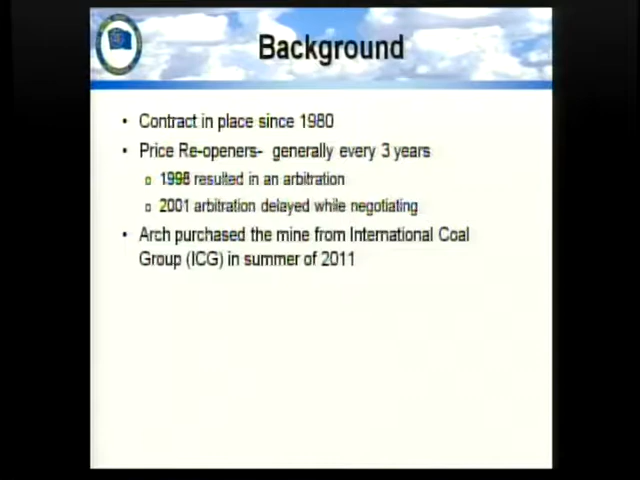 Background
• Contract in place since 1980
• Price Re-openers- generally every 3 years
o 1998 resulted in an arbitration
o 2001 arbitration delayed while negotiating
• Arch purchased the mine from International Coal
Group (ICG) in summer of 2011